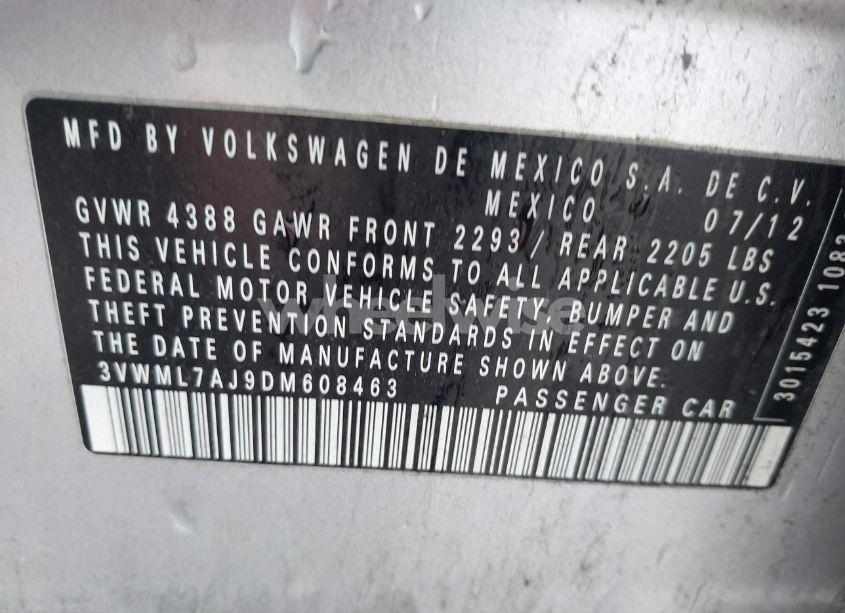 MFD BY VOLKSWAGEN DE MEXICO S.A. DE C.V.
MEXICO 07/12
GVWR 4388 GAWR FRONT 2293/ REAR 2205 LBS
THIS VEHICLE CONFORMS TO ALL APPLICABLE U.S.
FEDERAL MOTOR VEHICLE SAFETY, BUMPER AND
THEFT PREVENTION STANDARDS IN EFFECT ON
THE DATE OF MANUFACTURE SHOWN ABOVE.
3VWML7AJ9DM608463 PASSENGER CAR
3015423 1083
wheelwise